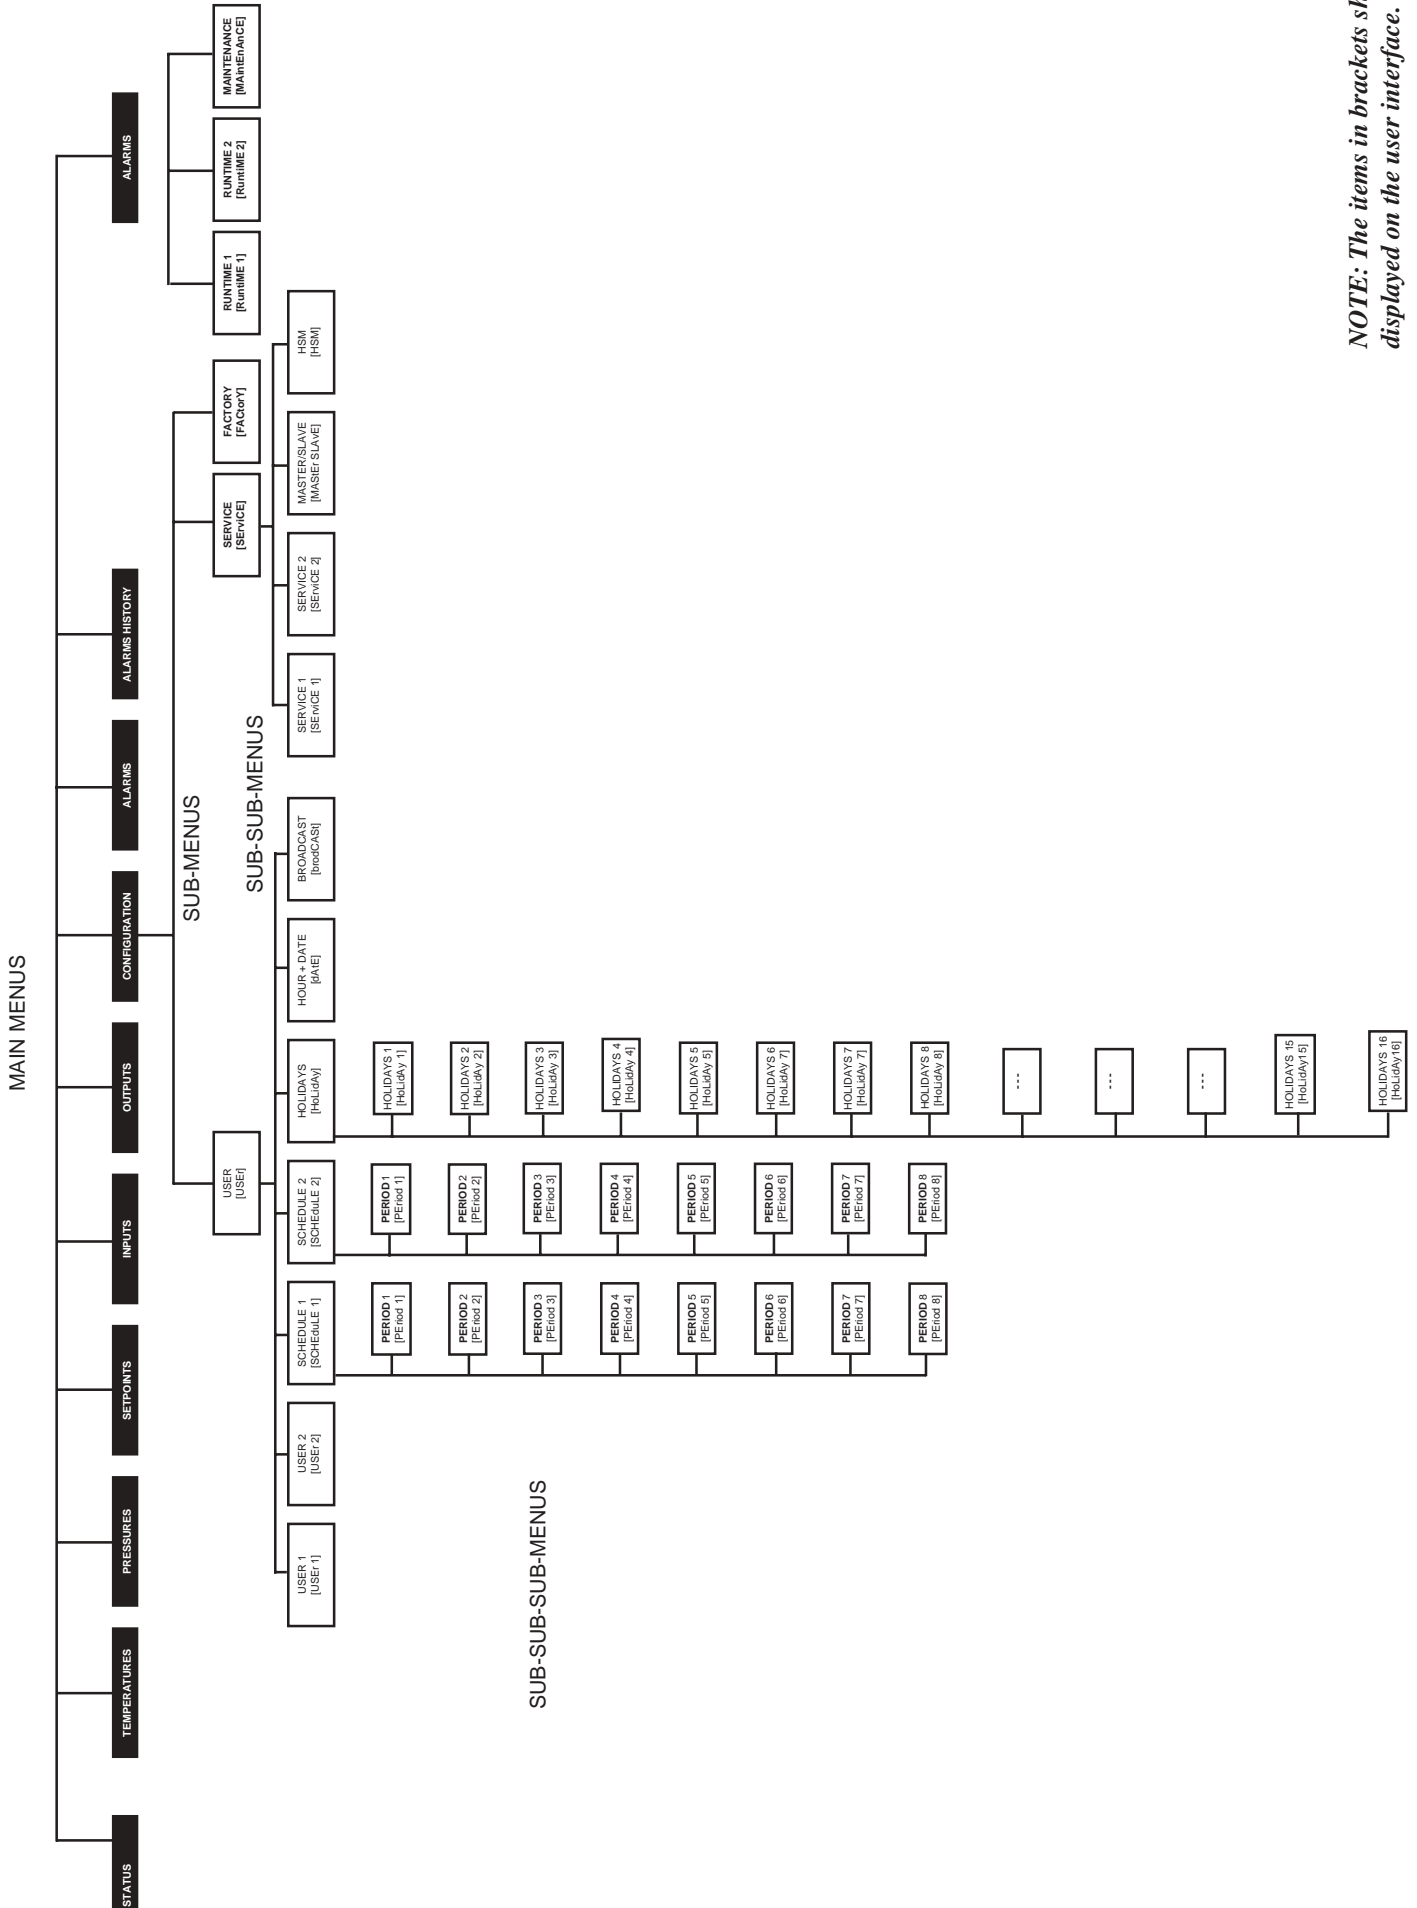 MAIN MENUS
STATUS
TEMPERATURES
PRESSURES
SETPOINTS
INPUTS
OUTPUTS
CONFIGURATION
ALARMS
ALARMS HISTORY
ALARMS
SUB-MENUS
USER
[USEr]
SERVICE
[SErviCE]
FACTORY
[FACtorY]
RUNTIME 1
[RuntiME 1]
RUNTIME 2
[RuntiME 2]
MAINTENANCE
[MAintEnAnCE]
SUB-SUB-MENUS
USER 1
[USEr 1]
USER 2
[USEr 2]
SCHEDULE 1
[SCHEduLE 1]
SCHEDULE 2
[SCHEduLE 2]
HOLIDAYS
[HoLidAy]
HOUR + DATE
[dAtE]
BROADCAST
[brodCASt]
SERVICE 1
[SErviCE 1]
SERVICE 2
[SErviCE 2]
MASTER/SLAVE
[MAStEr SLAvE]
HSM
[HSM]
SUB-SUB-SUB-MENUS
PERIOD 1
[PEriod 1]
PERIOD 2
[PEriod 2]
PERIOD 3
[PEriod 3]
PERIOD 4
[PEriod 4]
PERIOD 5
[PEriod 5]
PERIOD 6
[PEriod 6]
PERIOD 7
[PEriod 7]
PERIOD 8
[PEriod 8]
PERIOD 1
[PEriod 1]
PERIOD 2
[PEriod 2]
PERIOD 3
[PEriod 3]
PERIOD 4
[PEriod 4]
PERIOD 5
[PEriod 5]
PERIOD 6
[PEriod 6]
PERIOD 7
[PEriod 7]
PERIOD 8
[PEriod 8]
HOLIDAYS 1
[HoLidAy 1]
HOLIDAYS 2
[HoLidAy 2]
HOLIDAYS 3
[HoLidAy 3]
HOLIDAYS 4
[HoLidAy 4]
HOLIDAYS 5
[HoLidAy 5]
HOLIDAYS 6
[HoLidAy 7]
HOLIDAYS 7
[HoLidAy 7]
HOLIDAYS 8
[HoLidAy 8]
---
---
---
HOLIDAYS 15
[HoLidAy15]
HOLIDAYS 16
[HoLidAy16]
NOTE: The items in brackets
displayed on the user interface.